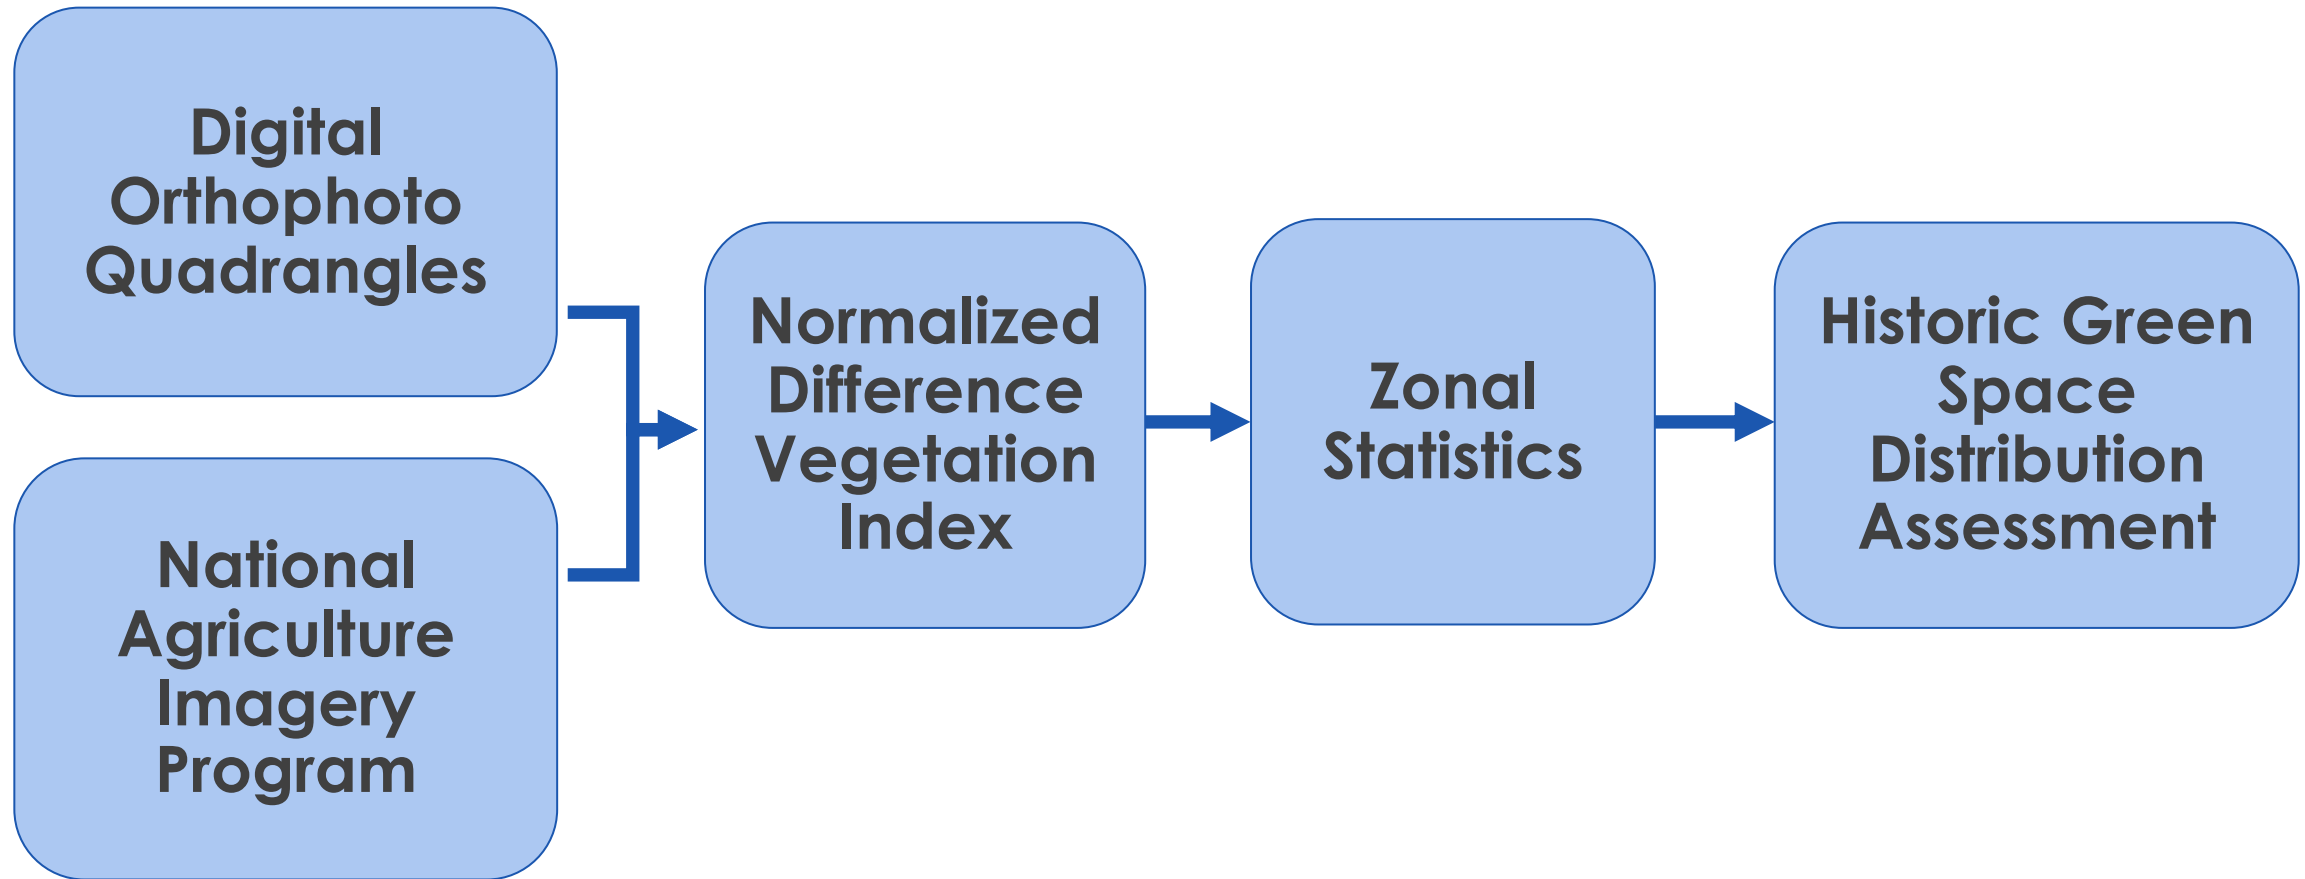 Digital
Orthophoto
Quadrangles
National
Agriculture
Imagery
Program
Normalized
Difference
Vegetation
Index
Zonal
Statistics
Historic Green
Space
Distribution
Assessment